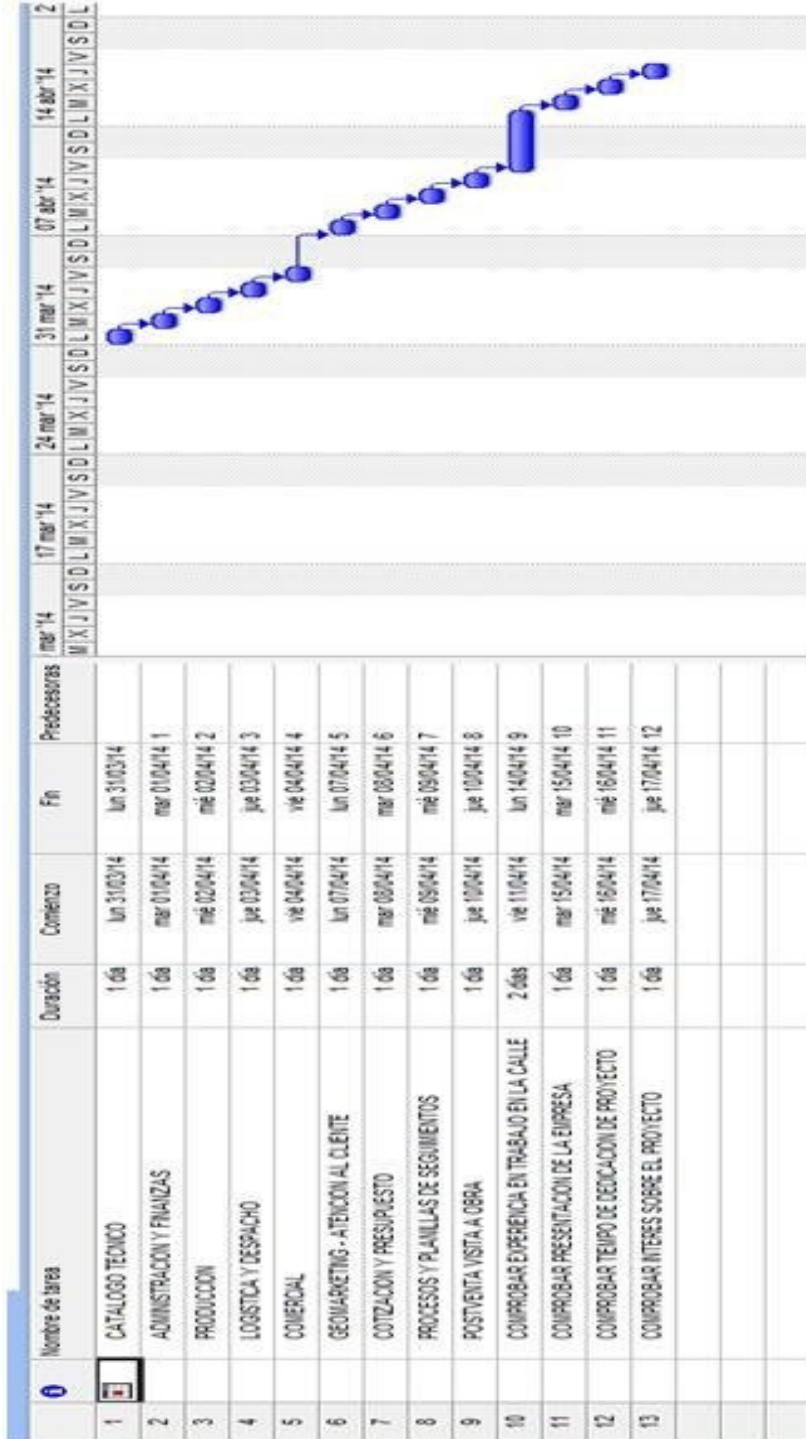 Nombre de tarea Duración Comienzo Fin Predecesoras mar '14 17 mar '14 24 mar '14 31 mar '14 07 abr '14 14 abr '14 2
M X J V S D L M X J V S D L M X J V S D L M X J V S D L M X J V S D L M X J V S D L
1 CATALOGO TECNICO 1 día lun 31/03/14 lun 31/03/14
2 ADMINISTRACION Y FINANZAS 1 día mar 01/04/14 mar 01/04/14 1
3 PRODUCCION 1 día mié 02/04/14 mié 02/04/14 2
4 LOGISTICA Y DESPACHO 1 día jue 03/04/14 jue 03/04/14 3
5 COMERCIAL 1 día vie 04/04/14 vie 04/04/14 4
6 GEOMARKETING - ATENCION AL CLIENTE 1 día lun 07/04/14 lun 07/04/14 5
7 COTIZACION Y PRESUPUESTO 1 día mar 08/04/14 mar 08/04/14 6
8 PROCESOS Y PLANILLAS DE SEGUIMIENTOS 1 día mié 09/04/14 mié 09/04/14 7
9 POSTVENTA VISITA A OBRA 1 día jue 10/04/14 jue 10/04/14 8
10 COMPROBAR EXPERENCIA EN TRABAJO EN LA CALLE 2 días vie 11/04/14 lun 14/04/14 9
11 COMPROBAR PRESENTACION DE LA EMPRESA 1 día mar 15/04/14 mar 15/04/14 10
12 COMPROBAR TIEMPO DE DEDICACION DE PROYECTO 1 día mié 16/04/14 mié 16/04/14 11
13 COMPROBAR INTERES SOBRE EL PROYECTO 1 día jue 17/04/14 jue 17/04/14 12